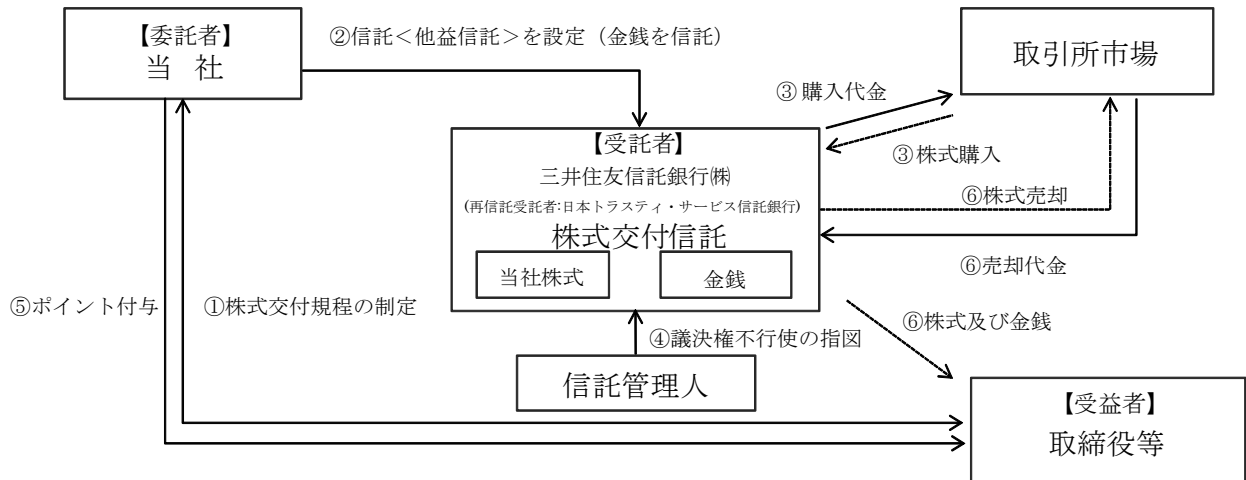 【委託者】
当 社
②信託＜他益信託＞を設定（金銭を信託）
取引所市場
③購入代金
③株式購入
【受託者】
三井住友信託銀行㈱
(再信託受託者:日本トラスティ・サービス信託銀行)
株式交付信託
当社株式
金銭
⑥株式売却
⑥売却代金
⑤ポイント付与
①株式交付規程の制定
④議決権不行使の指図
⑥株式及び金銭
信託管理人
【受益者】
取締役等